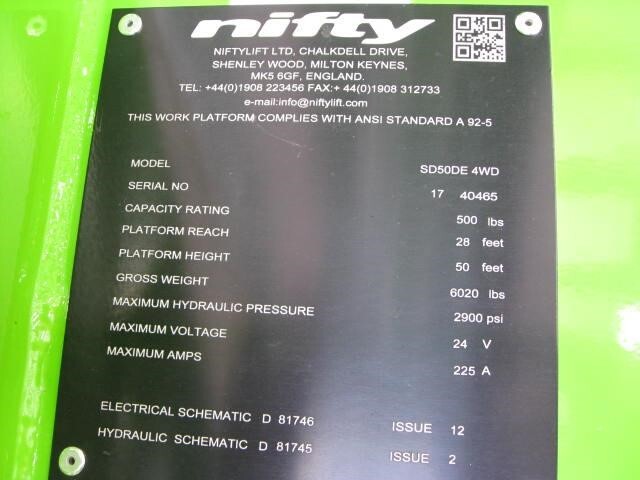 nifty
NIFTYLIFT LTD, CHALKDELL DRIVE,
SHENLEY WOOD, MILTON KEYNES,
MK5 6GF, ENGLAND.
TEL: +44(0)1908 223456 FAX:+ 44(0)1908 312733
e-mail:info@niftylift.com
THIS WORK PLATFORM COMPLIES WITH ANSI STANDARD A 92-5
MODEL SD50DE 4WD
SERIAL NO 17 40465
CAPACITY RATING 500 lbs
PLATFORM REACH 28 feet
PLATFORM HEIGHT 50 feet
GROSS WEIGHT 6020 lbs
MAXIMUM HYDRAULIC PRESSURE 2900 psi
MAXIMUM VOLTAGE 24 V
MAXIMUM AMPS 225 A
ELECTRICAL SCHEMATIC D 81746 ISSUE 12
HYDRAULIC SCHEMATIC D 81745 ISSUE 2